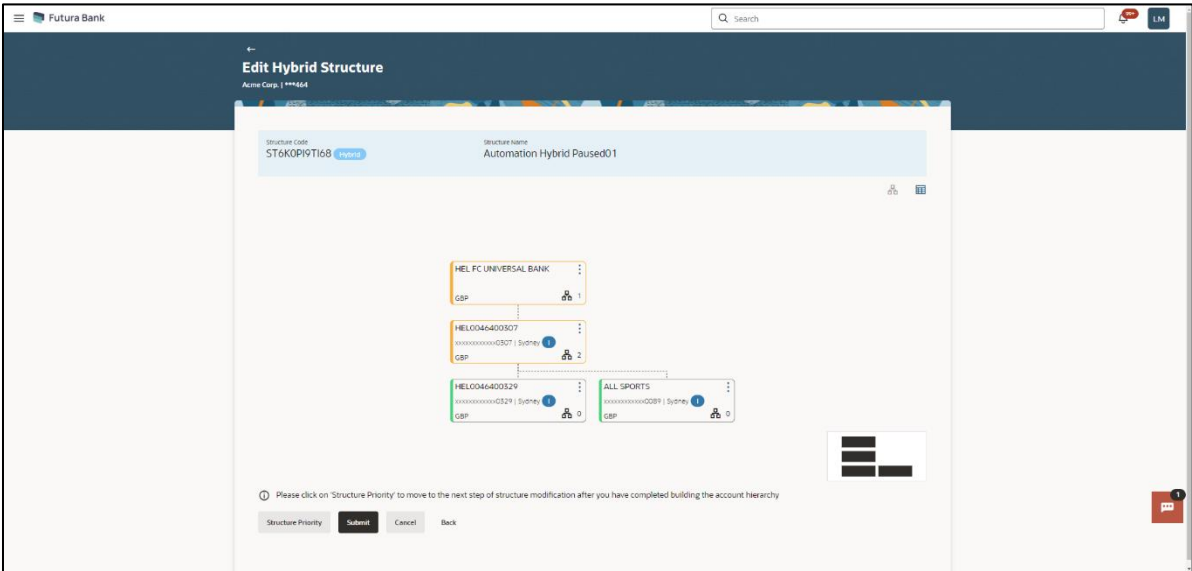 Futura Bank
Search
99+
LM
Edit Hybrid Structure
Acme Corp. | ***464
Structure Code
ST6K0PI9TI68 Hybrid
Structure Name
Automation Hybrid Paused01
HEL FC UNIVERSAL BANK
GBP 1
HEL0046400307
xxxxxxxxxxxx0307 | Sydney I
GBP 2
HEL0046400329
xxxxxxxxxxxx0329 | Sydney I
GBP 0
ALL SPORTS
xxxxxxxxxxxx0089 | Sydney I
GBP 0
Please click on 'Structure Priority' to move to the next step of structure modification after you have completed building the account hierarchy
1
Structure Priority Submit Cancel Back